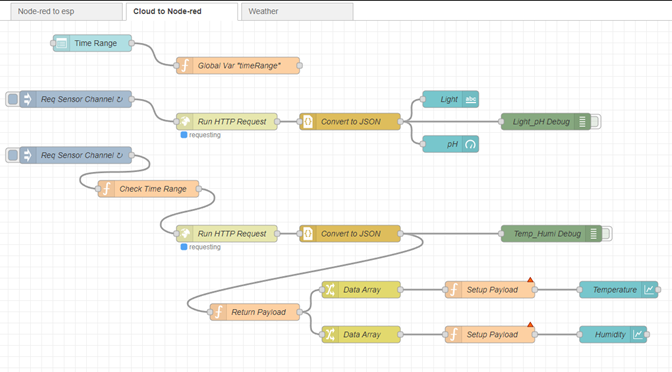 Node-red to esp
Cloud to Node-red
Weather
Time Range
Global Var "timeRange"
Req Sensor Channel ↻
Run HTTP Request
Convert to JSON
Light
abc
Light_pH Debug
requesting
pH
Req Sensor Channel ↻
Check Time Range
Run HTTP Request
Convert to JSON
Temp_Humi Debug
requesting
Return Payload
Data Array
Setup Payload
Temperature
Data Array
Setup Payload
Humidity